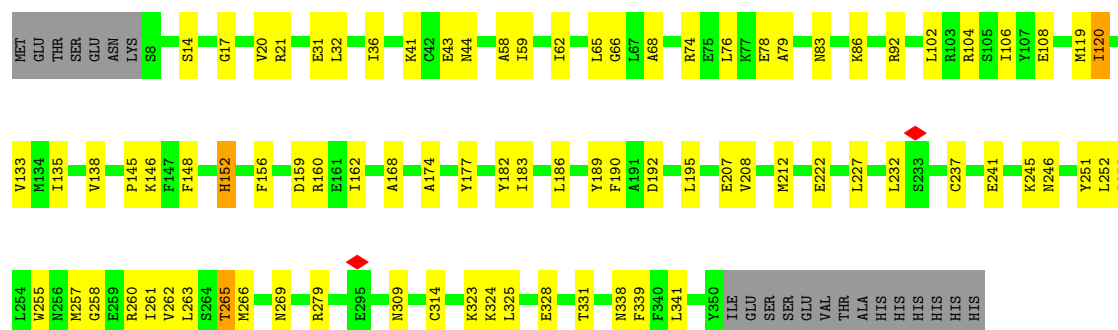 MET GLU THR SER GLU ASN LYS S8 S14 G17 V20 R21 E31 L32 I36 K41 C42 E43 N44 A58 I59 I62 L65 G66 L67 A68 R74 E75 L76 K77 E78 A79 N83 K86 R92 L102 R103 R104 S105 I106 Y107 E108 M119 I120
V133 M134 I135 V138 P145 K146 F147 F148 H152 F156 D159 R160 E161 I162 A168 A174 Y177 Y182 I183 L186 Y189 F190 A191 D192 L195 E207 V208 M212 E222 L227 L232 S233 C237 E241 K245 N246 Y251 L252
L254 W255 N256 M257 G258 E259 R260 I261 V262 L263 S264 T265 M266 N269 R279 E295 N309 C314 K323 K324 L325 E328 T331 N338 F339 F340 L341 Y350 ILE GLU SER SER GLU VAL THR ALA HIS HIS HIS HIS HIS HIS